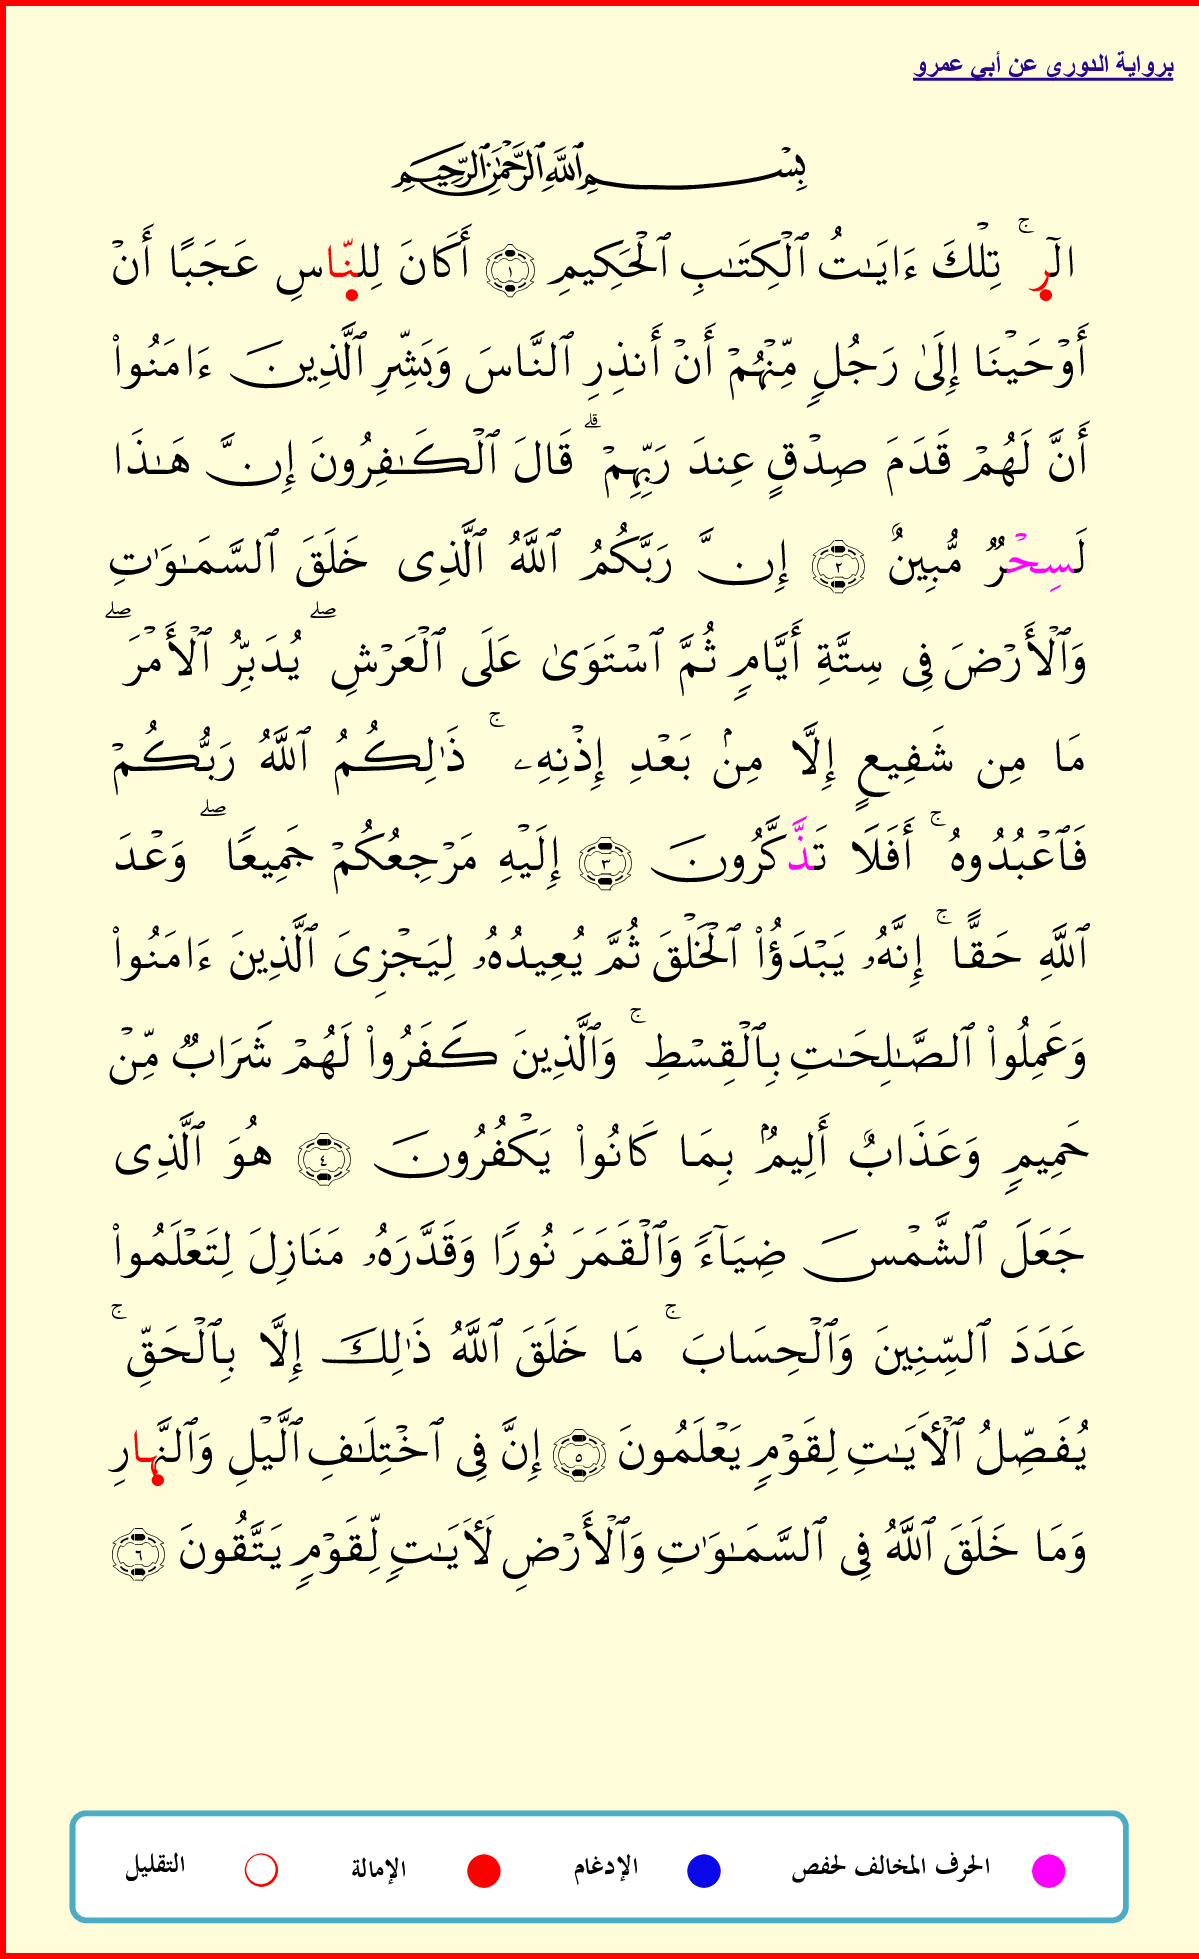 برواية الدورى عن أبى عمرو
بِسۡمِ ٱللَّهِ ٱلرَّحۡمَٰنِ ٱلرَّحِيمِ
الٓرۚ تِلۡكَ ءَايَٰتُ ٱلۡكِتَٰبِ ٱلۡحَكِيمِ ١ أَكَانَ لِلنَّاسِ عَجَبًا أَنۡ
أَوۡحَيۡنَا إِلَىٰ رَجُلٖ مِّنۡهُمۡ أَنۡ أَنذِرِ ٱلنَّاسَ وَبَشِّرِ ٱلَّذِينَ ءَامَنُواْ
أَنَّ لَهُمۡ قَدَمَ صِدۡقٍ عِندَ رَبِّهِمۡۗ قَالَ ٱلۡكَٰفِرُونَ إِنَّ هَٰذَا
لَسِحۡرٞ مُّبِينٌ ٢ إِنَّ رَبَّكُمُ ٱللَّهُ ٱلَّذِى خَلَقَ ٱلسَّمَٰوَٰتِ
وَٱلۡأَرۡضَ فِى سِتَّةِ أَيَّامٖ ثُمَّ ٱسۡتَوَىٰ عَلَى ٱلۡعَرۡشِۖ يُدَبِّرُ ٱلۡأَمۡرَۖ
مَا مِن شَفِيعٍ إِلَّا مِنۢ بَعۡدِ إِذۡنِهِۦۚ ذَٰلِكُمُ ٱللَّهُ رَبُّكُمۡ
فَٱعۡبُدُوهُۚ أَفَلَا تَذَّكَّرُونَ ٣ إِلَيۡهِ مَرۡجِعُكُمۡ جَمِيعٗاۖ وَعۡدَ
ٱللَّهِ حَقًّاۚ إِنَّهُۥ يَبۡدَؤُاْ ٱلۡخَلۡقَ ثُمَّ يُعِيدُهُۥ لِيَجۡزِىَ ٱلَّذِينَ ءَامَنُواْ
وَعَمِلُواْ ٱلصَّٰلِحَٰتِ بِٱلۡقِسۡطِۚ وَٱلَّذِينَ كَفَرُواْ لَهُمۡ شَرَابٞ مِّنۡ
حَمِيمٖ وَعَذَابٌ أَلِيمُۢ بِمَا كَانُواْ يَكۡفُرُونَ ٤ هُوَ ٱلَّذِى
جَعَلَ ٱلشَّمۡسَ ضِيَآءٗ وَٱلۡقَمَرَ نُورٗا وَقَدَّرَهُۥ مَنَازِلَ لِتَعۡلَمُواْ
عَدَدَ ٱلسِّنِينَ وَٱلۡحِسَابَۚ مَا خَلَقَ ٱللَّهُ ذَٰلِكَ إِلَّا بِٱلۡحَقِّۚ
يُفَصِّلُ ٱلۡأَيَٰتِ لِقَوۡمٖ يَعۡلَمُونَ ٥ إِنَّ فِى ٱخۡتِلَٰفِ ٱلَّيۡلِ وَٱلنَّهارِ
وَمَا خَلَقَ ٱللَّهُ فِى ٱلسَّمَٰوَٰتِ وَٱلۡأَرۡضِ لَأٓيَٰتٖ لِّقَوۡمٖ يَتَّقُونَ ٦
الحرف المخالف لحفص الإدغام الإمالة التقليل